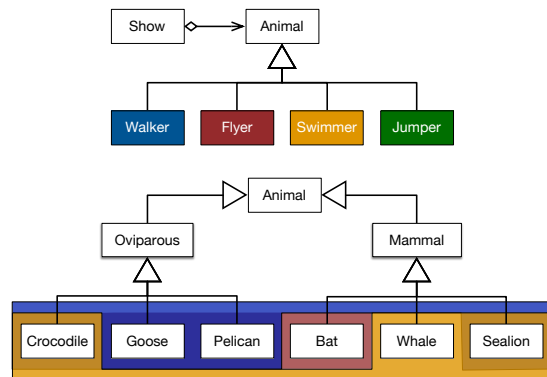 Show
Animal
Walker
Flyer
Swimmer
Jumper
Animal
Oviparous
Mammal
Crocodile
Goose
Pelican
Bat
Whale
Sealion